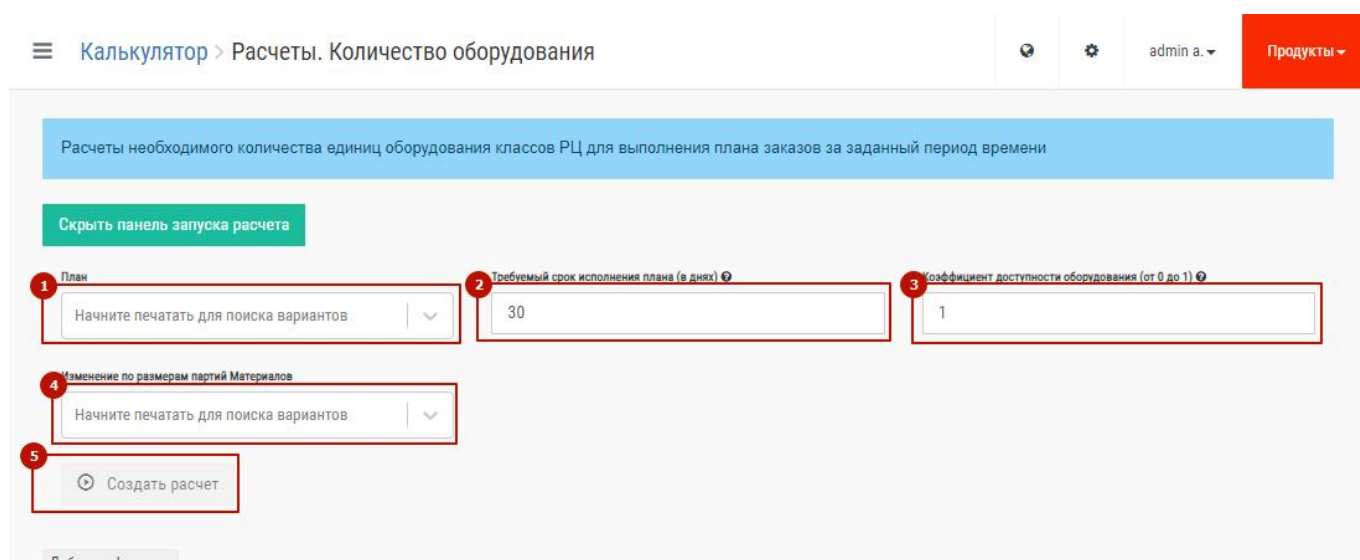 Калькулятор > Расчеты. Количество оборудования
admin a.
Продукты
Расчеты необходимого количества единиц оборудования классов РЦ для выполнения плана заказов за заданный период времени
Скрыть панель запуска расчета
1
План
2
Требуемый срок исполнения плана (в днях)
3
Коэффициент доступности оборудования (от 0 до 1)
Начните печатать для поиска вариантов
30
1
4
Изменение по размерам партий Материалов
Начните печатать для поиска вариантов
5
Создать расчет